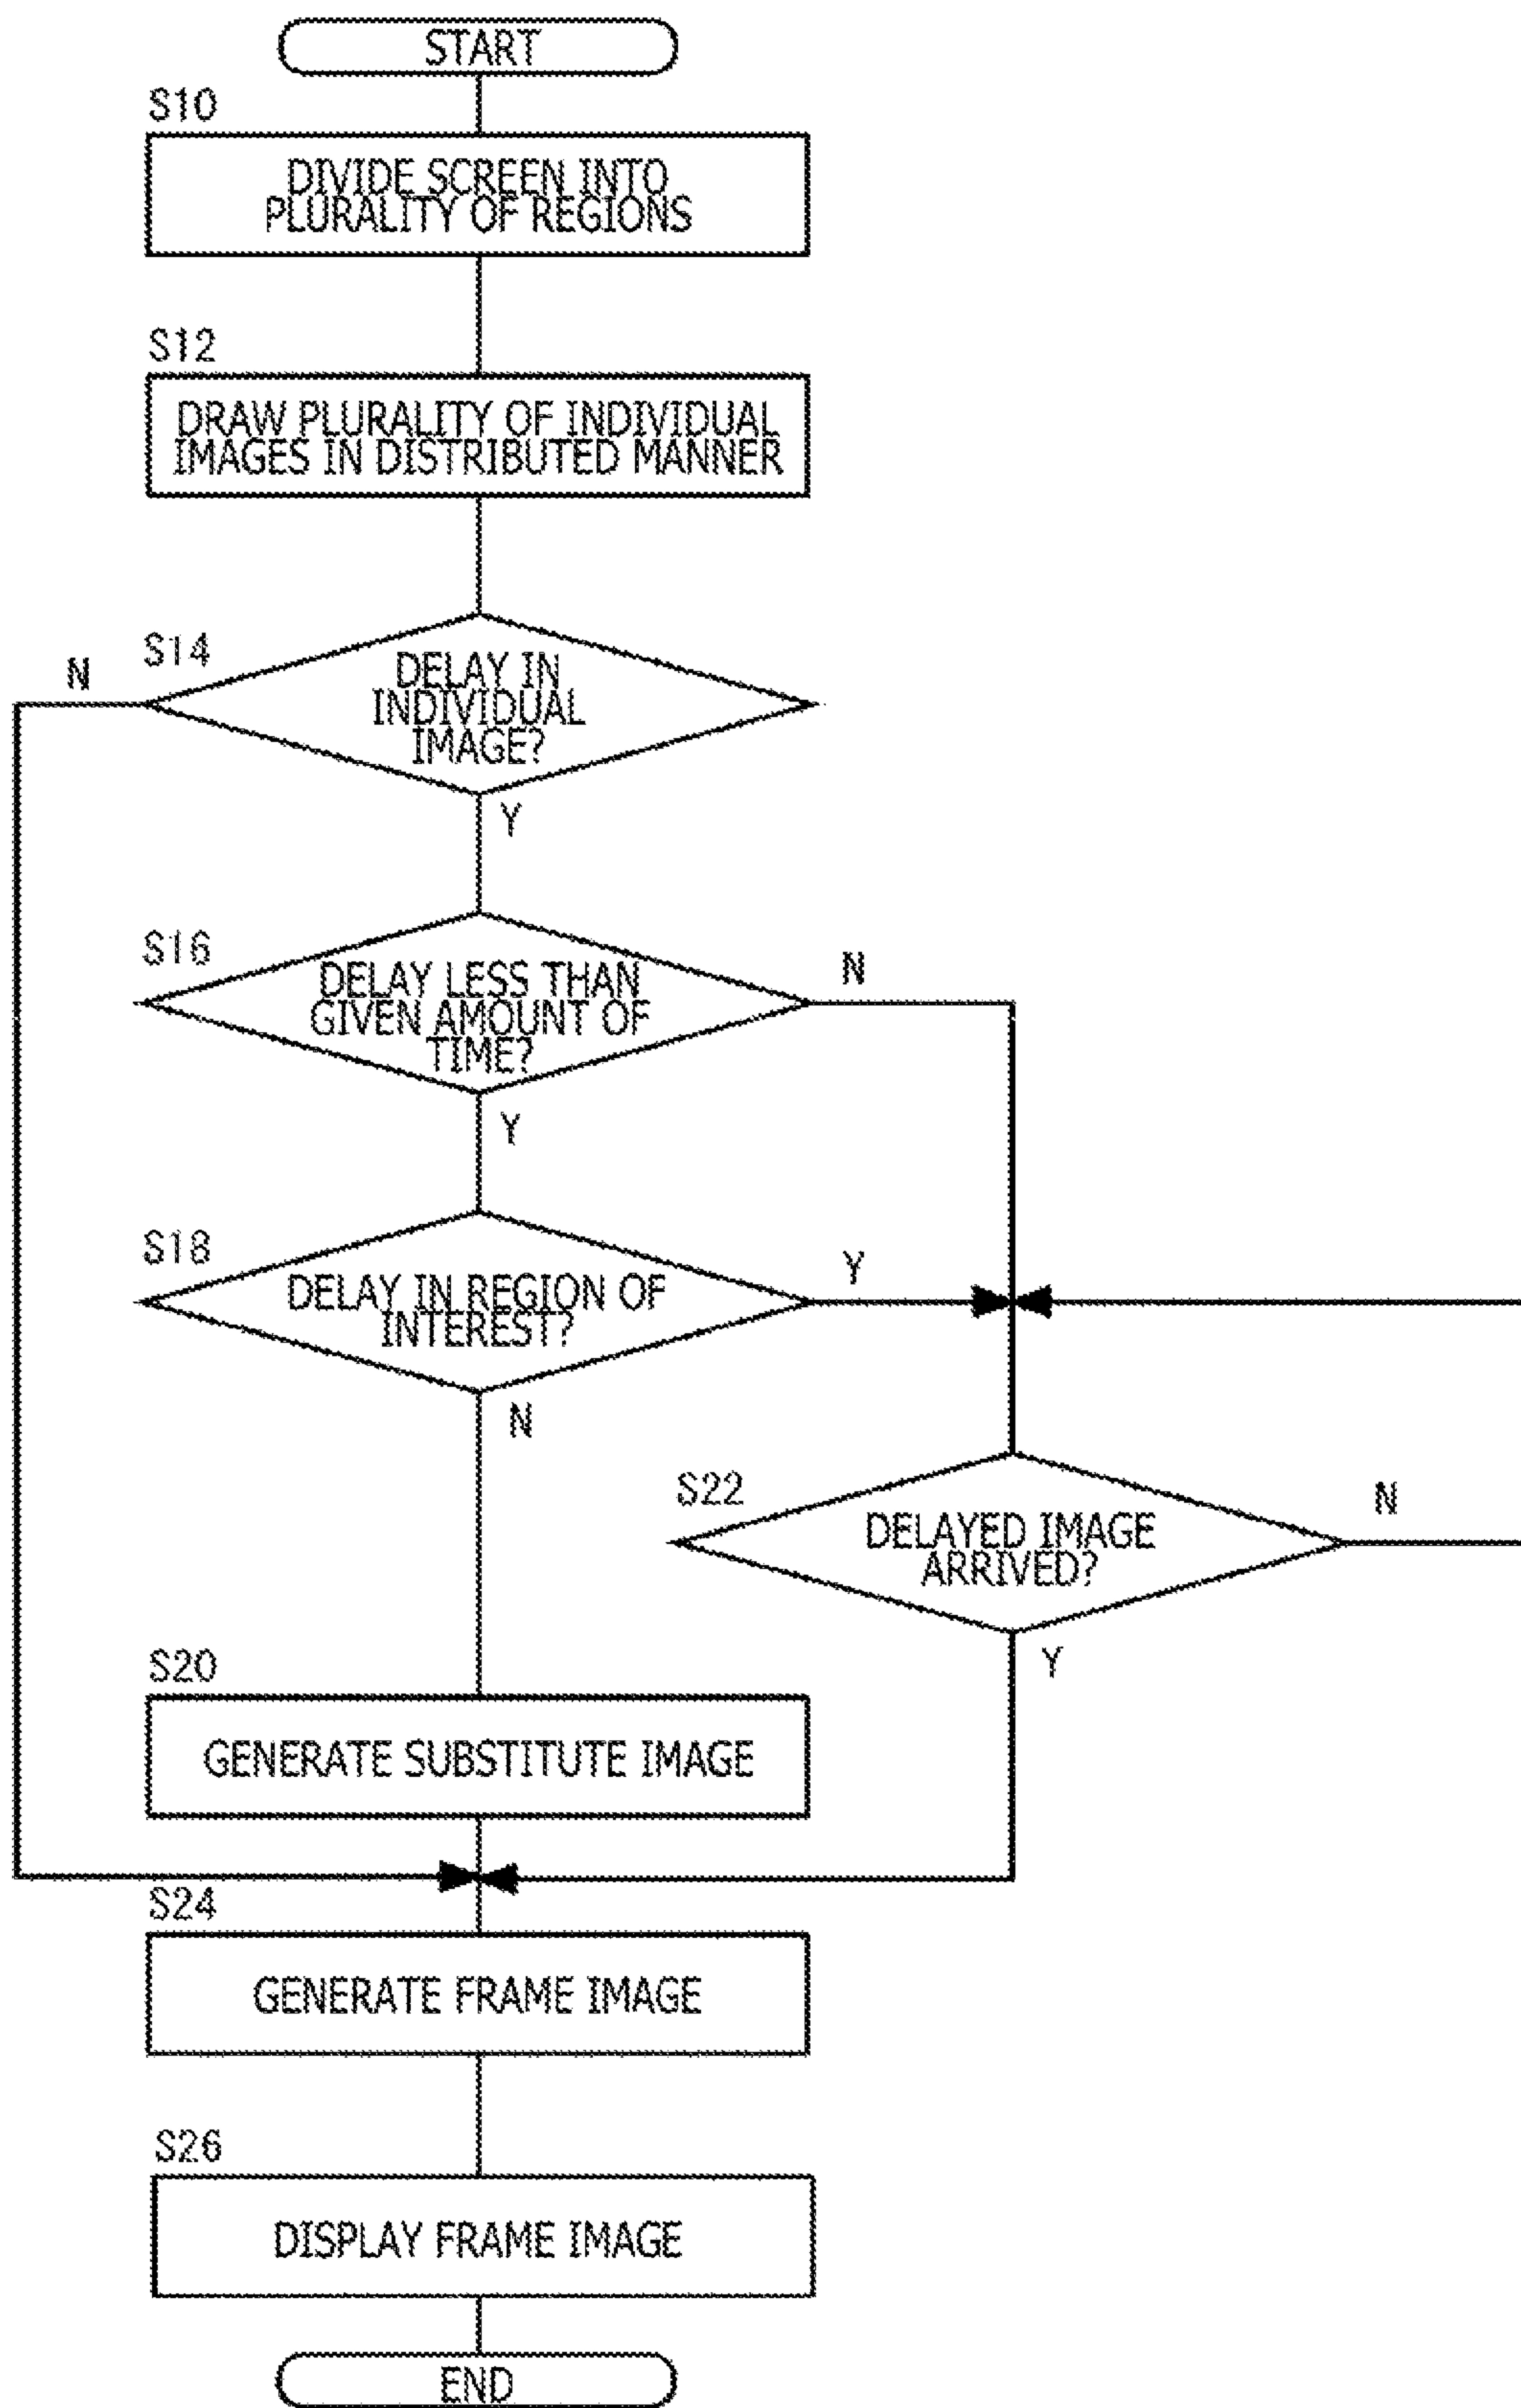 START
S10
DIVIDE SCREEN INTO
PLURALITY OF REGIONS
S12
DRAW PLURALITY OF INDIVIDUAL
IMAGES IN DISTRIBUTED MANNER
S14
N
DELAY IN
INDIVIDUAL
IMAGE?
Y
S16
DELAY LESS THAN
GIVEN AMOUNT OF
TIME?
N
Y
S18
DELAY IN REGION OF
INTEREST?
Y
N
S22
DELAYED IMAGE
ARRIVED?
N
Y
S20
GENERATE SUBSTITUTE IMAGE
S24
GENERATE FRAME IMAGE
S26
DISPLAY FRAME IMAGE
END